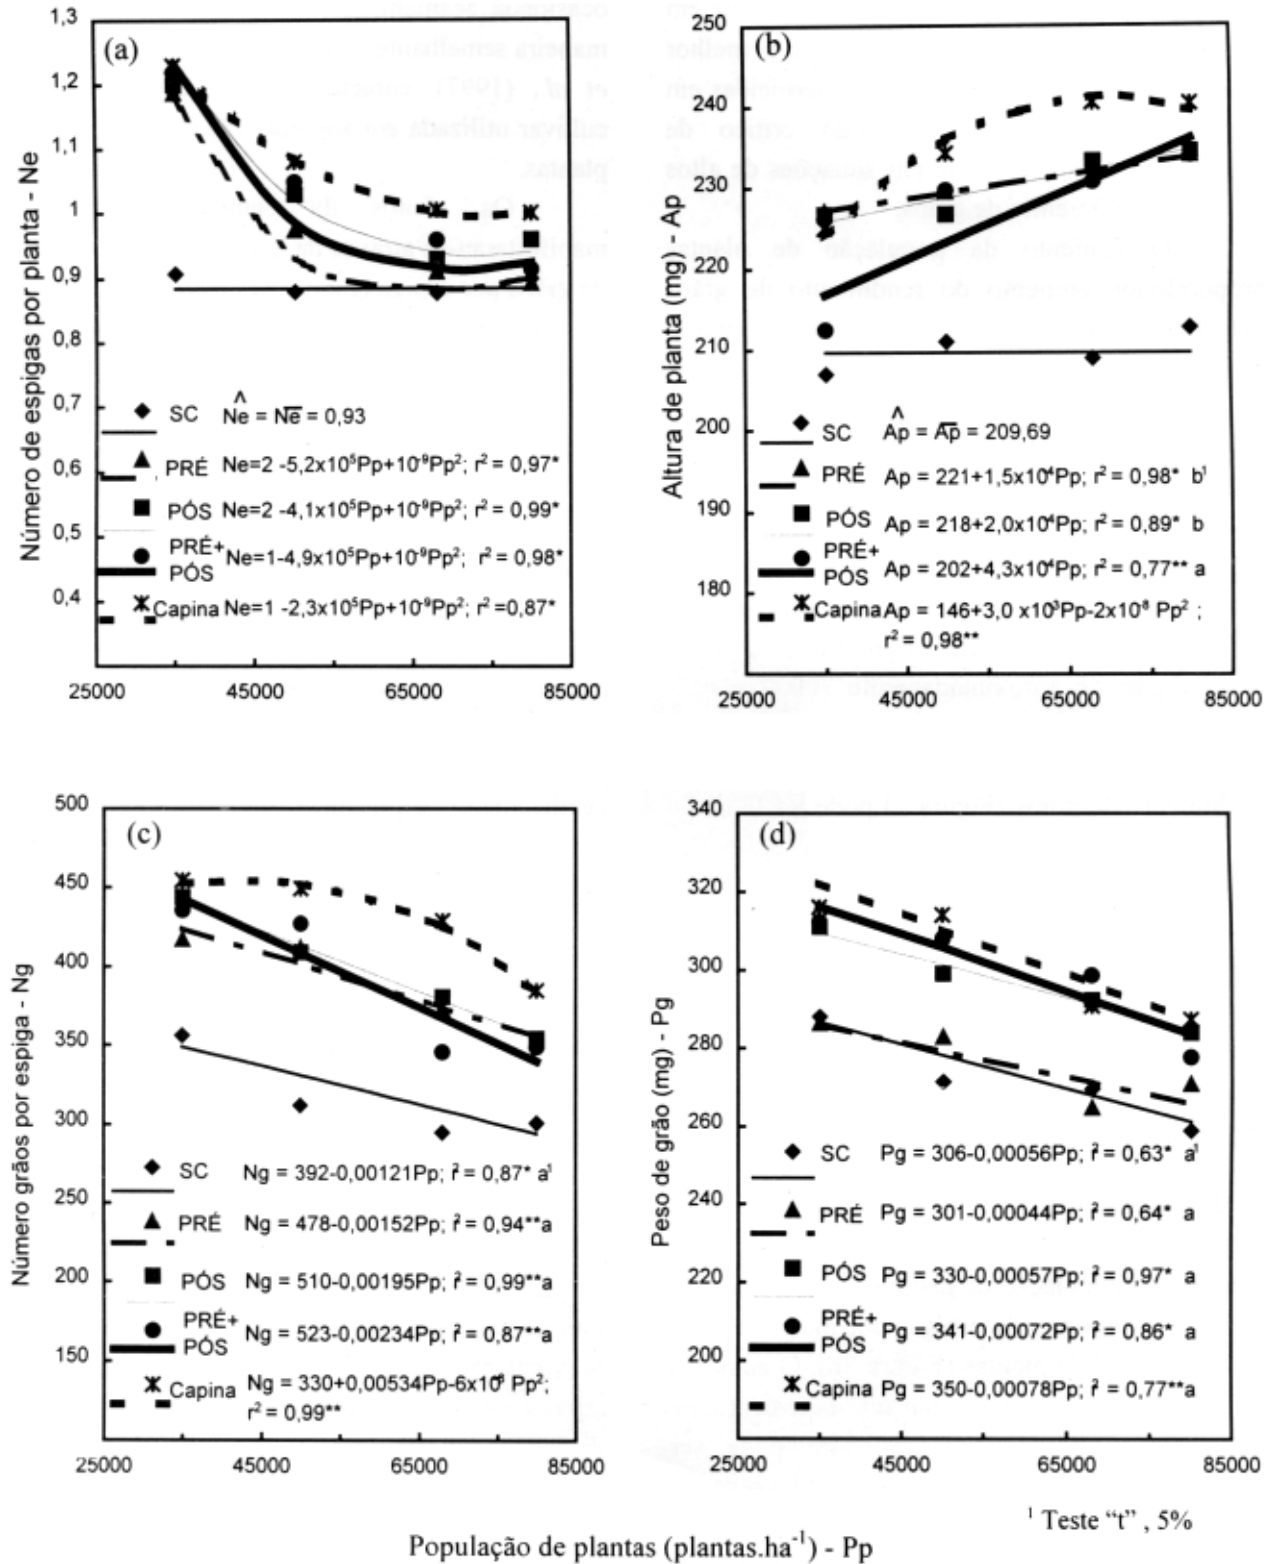 (a)
Número de espigas por planta - Ne
1,3
1,2
1,1
1
0,9
0,8
0,7
0,6
0,5
0,4
SC N̂e = N̅e̅ = 0,93
PRÉ Ne=2 -5,2x10⁵Pp+10⁻⁹Pp²; r² = 0,97*
PÓS Ne=2 -4,1x10⁵Pp+10⁻⁹Pp²; r² = 0,99*
PRÉ+
PÓS Ne=1-4,9x10⁵Pp+10⁻⁹Pp²; r² = 0,98*
Capina Ne=1 -2,3x10⁵Pp+10⁻⁹Pp²; r² =0,87*
25000 45000 65000 85000
(b)
Altura de planta (mg) - Ap
250
240
230
220
210
200
190
180
170
SC Âp = A̅p̅ = 209,69
PRÉ Ap = 221+1,5x10⁴Pp; r² = 0,98* b¹
PÓS Ap = 218+2,0x10⁴Pp; r² = 0,89* b
PRÉ+
PÓS Ap = 202+4,3x10⁴Pp; r² = 0,77** a
Capina Ap = 146+3,0 x10³Pp-2x10⁻⁸ Pp² ;
r² = 0,98**
25000 45000 65000 85000
(c)
Número grãos por espiga - Ng
500
450
400
350
300
250
200
150
SC Ng = 392-0,00121Pp; r² = 0,87* a¹
PRÉ Ng = 478-0,00152Pp; r² = 0,94**a
PÓS Ng = 510-0,00195Pp; r² = 0,99**a
PRÉ+
PÓS Ng = 523-0,00234Pp; r² = 0,87**a
Capina Ng = 330+0,00534Pp-6x10⁻⁸ Pp²;
r² = 0,99**
25000 45000 65000 85000
(d)
Peso de grão (mg) - Pg
340
320
300
280
260
240
220
200
SC Pg = 306-0,00056Pp; r² = 0,63* a¹
PRÉ Pg = 301-0,00044Pp; r² = 0,64* a
PÓS Pg = 330-0,00057Pp; r² = 0,97* a
PRÉ+
PÓS Pg = 341-0,00072Pp; r² = 0,86* a
Capina Pg = 350-0,00078Pp; r² = 0,77**a
25000 45000 65000 85000
¹ Teste “t” , 5%
População de plantas (plantas.ha⁻¹) - Pp